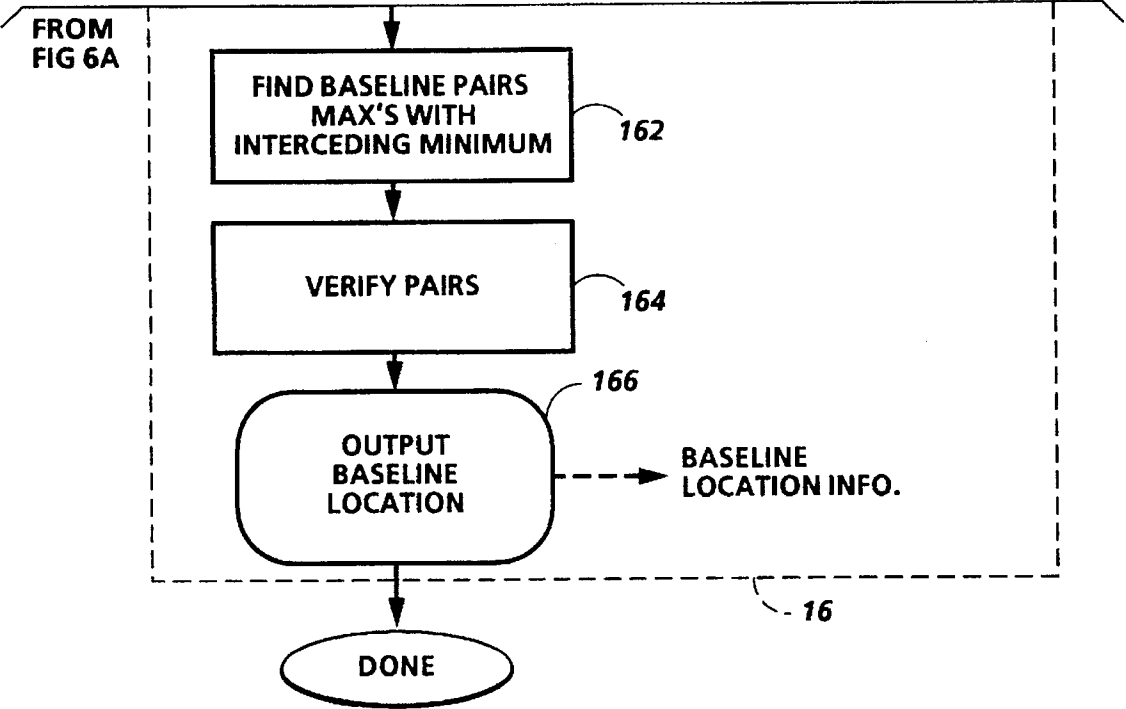 FROM
FIG 6A
FIND BASELINE PAIRS
MAX'S WITH
INTERCEDING MINIMUM
162
VERIFY PAIRS
164
166
OUTPUT
BASELINE
LOCATION
BASELINE
LOCATION INFO.
16
DONE